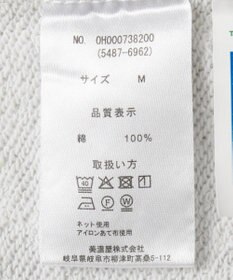 NO. OH000738200
(5487-6962)
サイズ M
品質表示
綿 100%
取扱い方
40
P W
ネット使用
アイロンあて布使用
美濃屋株式会社
岐阜県岐阜市柳津町高桑5-112
T